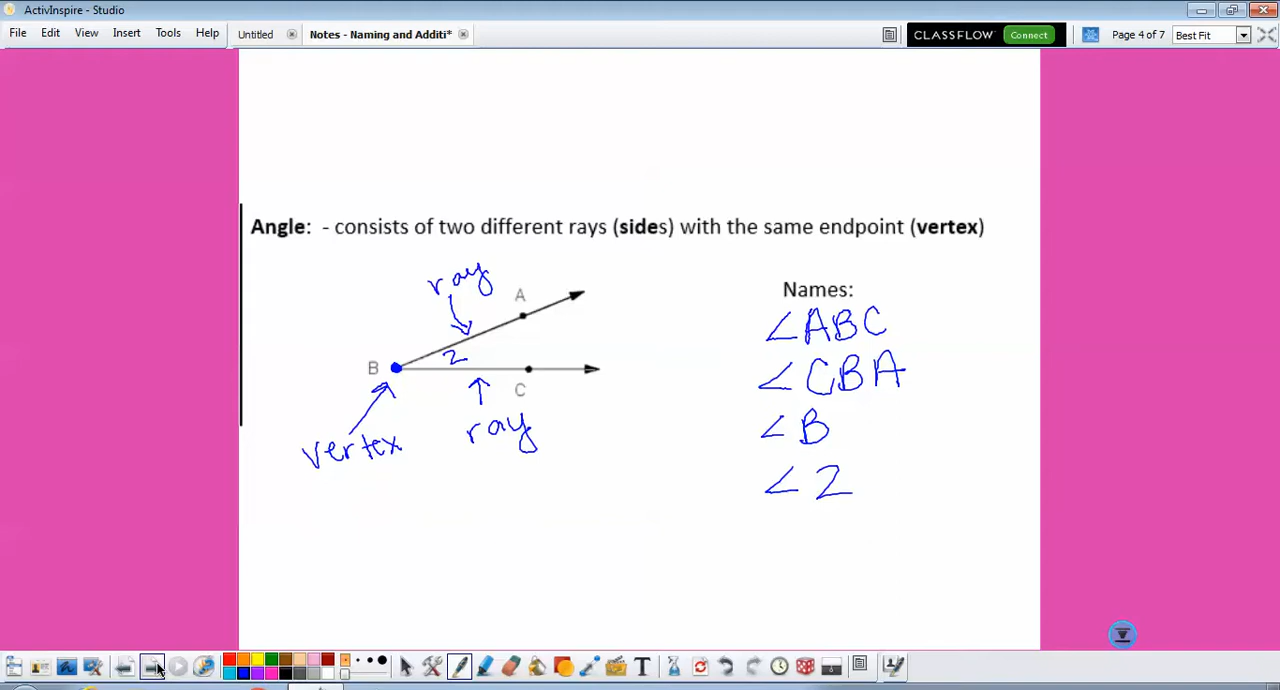 ActivInspire - Studio
File Edit View Insert Tools Help Untitled Notes - Naming and Additi* CLASSFLOW Connect Page 4 of 7 Best Fit
Angle: - consists of two different rays (sides) with the same endpoint (vertex)
ray
A
B
2
C
vertex
ray
Names:
∠ABC
∠CBA
∠B
∠2
T